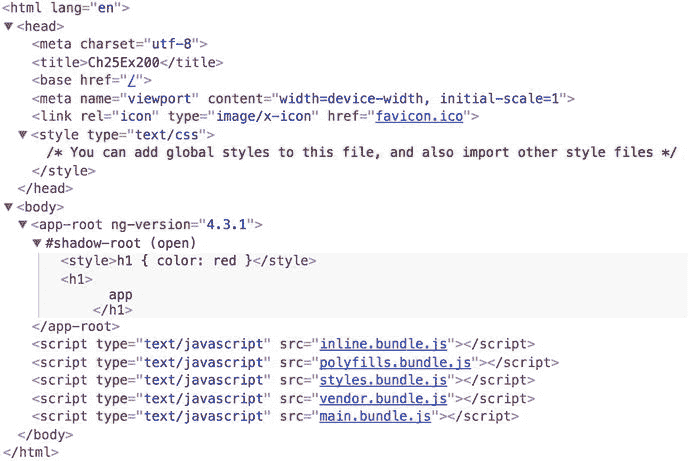 <html lang="en">
<head>
<meta charset="utf-8">
<title>Ch25Ex200</title>
<base href="/">
<meta name="viewport" content="width=device-width, initial-scale=1">
<link rel="icon" type="image/x-icon" href="favicon.ico">
<style type="text/css">
/* You can add global styles to this file, and also import other style files */
</style>
</head>
<body>
<app-root ng-version="4.3.1">
#shadow-root (open)
<style>h1 { color: red }</style>
<h1>
app
</h1>
</app-root>
<script type="text/javascript" src="inline.bundle.js"></script>
<script type="text/javascript" src="polyfills.bundle.js"></script>
<script type="text/javascript" src="styles.bundle.js"></script>
<script type="text/javascript" src="vendor.bundle.js"></script>
<script type="text/javascript" src="main.bundle.js"></script>
</body>
</html>